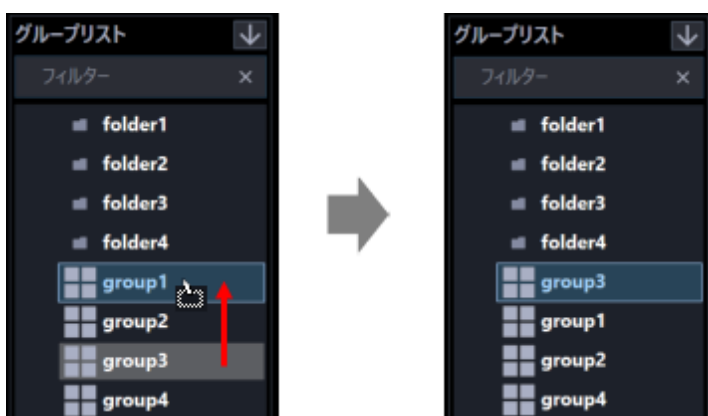 グループリスト
フィルター
folder1
folder2
folder3
folder4
group1
group2
group3
group4
グループリスト
フィルター
folder1
folder2
folder3
folder4
group3
group1
group2
group4